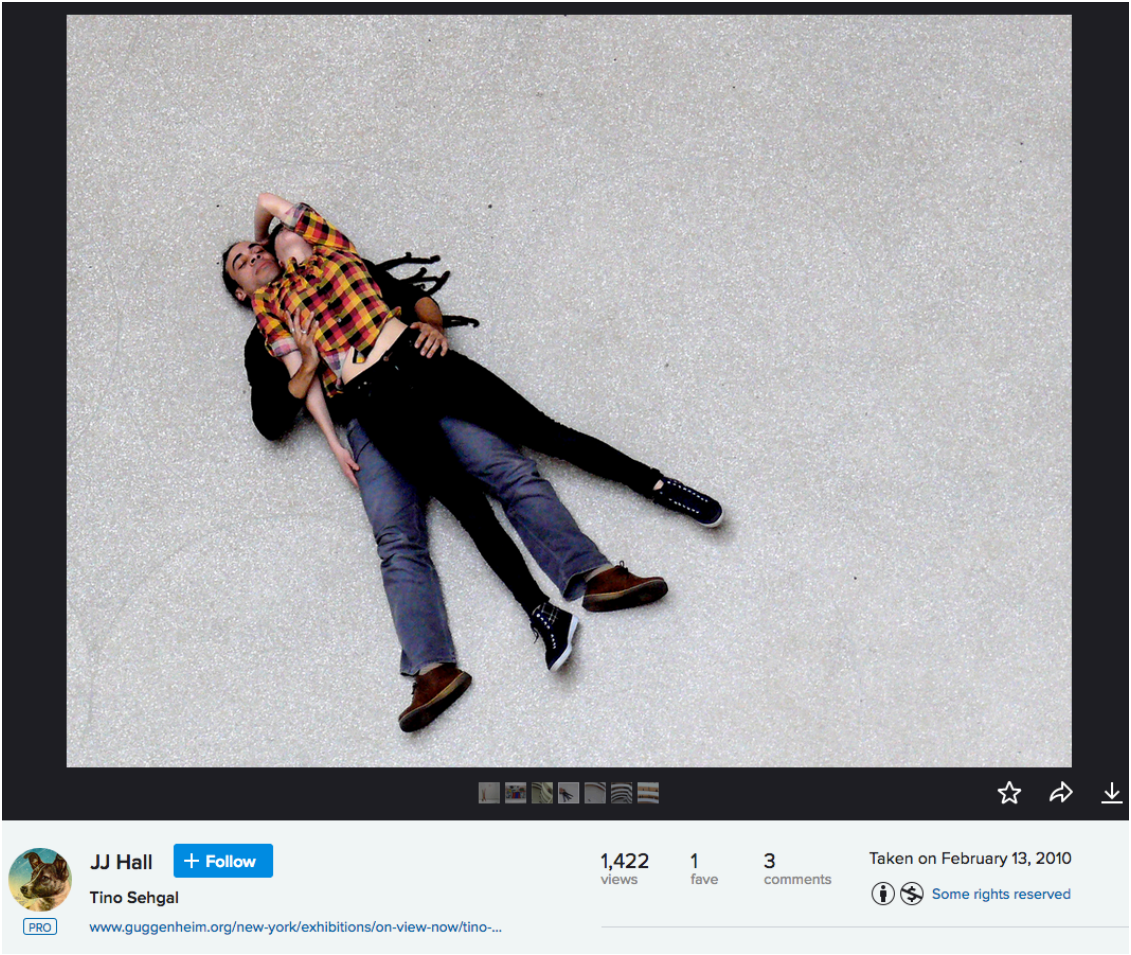 JJ Hall
+ Follow
Tino Sehgal
PRO
www.guggenheim.org/new-york/exhibitions/on-view-now/tino-...
1,422
views
1
fave
3
comments
Taken on February 13, 2010
Some rights reserved